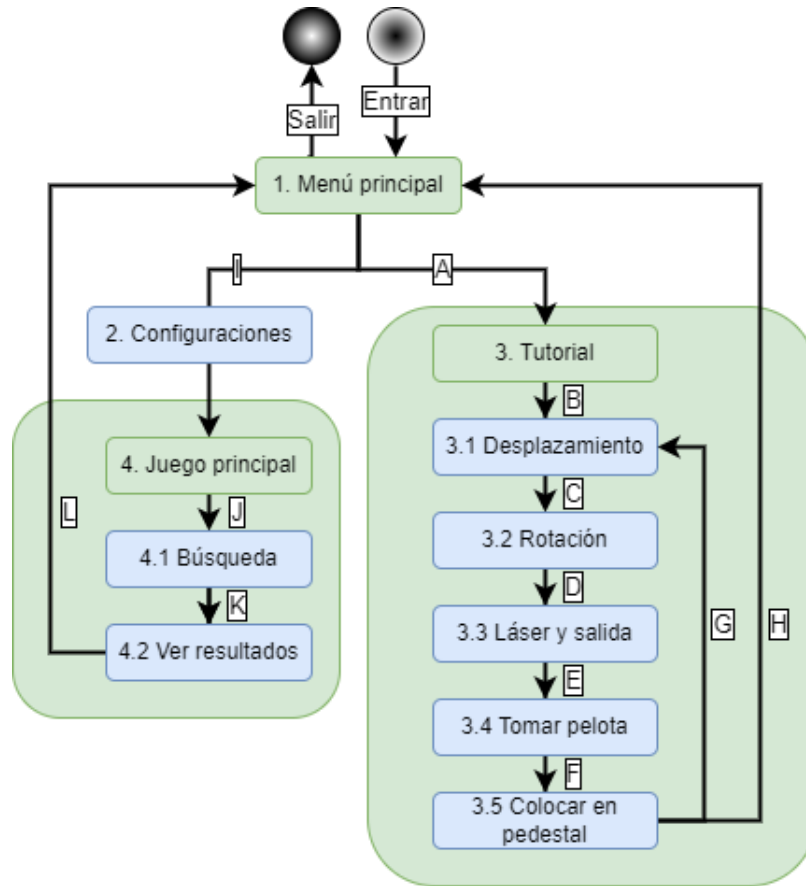 Salir
Entrar
1. Menú principal
I
A
2. Configuraciones
3. Tutorial
B
3.1 Desplazamiento
4. Juego principal
C
J
3.2 Rotación
4.1 Búsqueda
D
K
3.3 Láser y salida
4.2 Ver resultados
L
G
H
E
3.4 Tomar pelota
F
3.5 Colocar en
pedestal